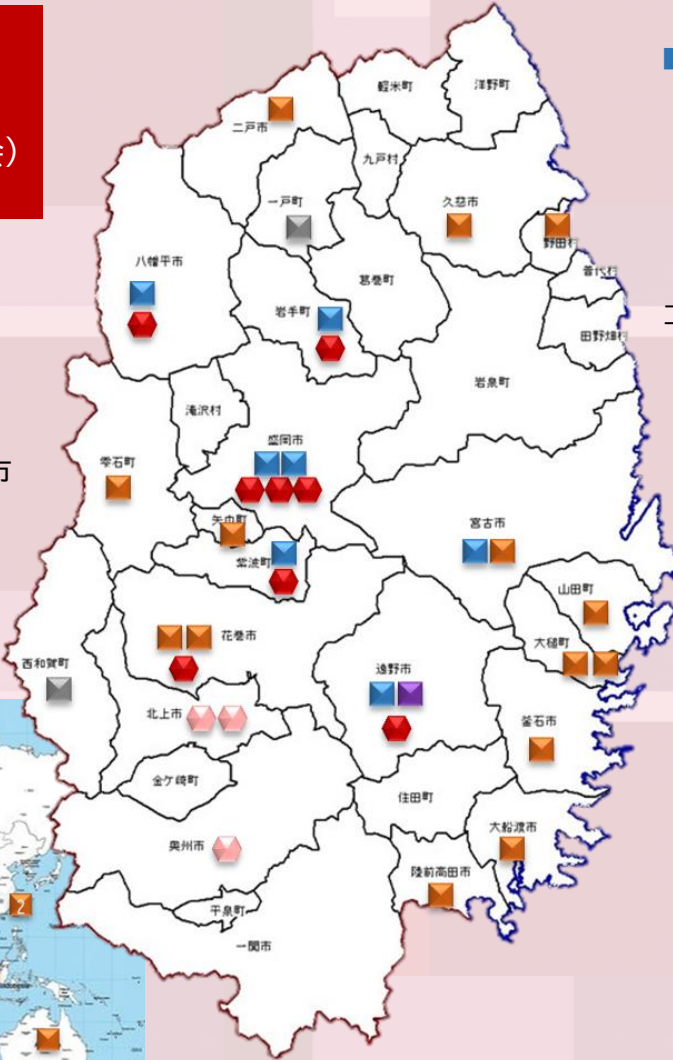 会）
洋野町
軽米町
二戸市
九戸村
一戸町
久慈市
野田村
八幡平市
葛巻町
普代村
岩手町
田野畑村
岩泉町
滝沢村
盛岡市
雫石町
市
矢巾町
宮古市
紫波町
山田町
花巻市
大槌町
西和賀町
遠野市
北上市
釜石市
金ケ崎町
住田町
大船渡市
奥州市
陸前高田市
2
平泉町
一関市